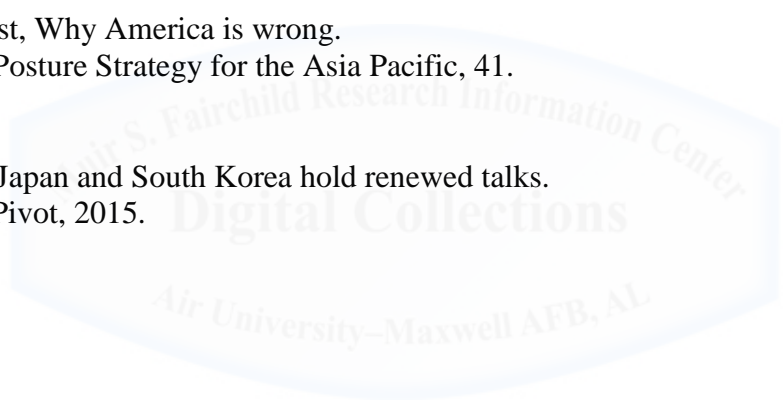 st, Why America is wrong.
Posture Strategy for the Asia Pacific, 41.
Muir S. Fairchild Research Information Center
Japan and South Korea hold renewed talks.
Pivot, 2015.
Digital Collections
Air University–Maxwell AFB, AL